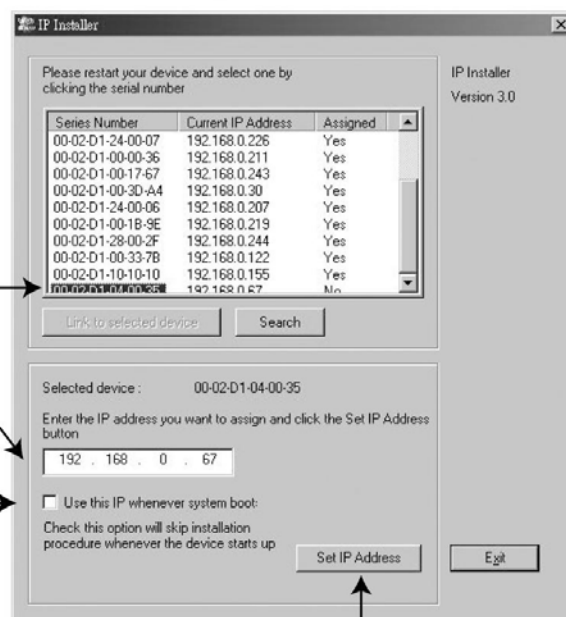 IP Installer
Please restart your device and select one by
clicking the serial number
IP Installer
Version 3.0
Series Number Current IP Address Assigned
00-02-D1-24-00-07 192.168.0.226 Yes
00-02-D1-00-00-36 192.168.0.211 Yes
00-02-D1-00-17-67 192.168.0.243 Yes
00-02-D1-00-3D-A4 192.168.0.30 Yes
00-02-D1-24-00-06 192.168.0.207 Yes
00-02-D1-00-1B-9E 192.168.0.219 Yes
00-02-D1-28-00-2F 192.168.0.244 Yes
00-02-D1-00-33-7B 192.168.0.122 Yes
00-02-D1-10-10-10 192.168.0.155 Yes
00-02-D1-04-00-35 192.168.0.67 No
Link to selected device Search
Selected device : 00-02-D1-04-00-35
Enter the IP address you want to assign and click the Set IP Address
button
192 . 168 . 0 . 67
Use this IP whenever system boot:
Check this option will skip installation
procedure whenever the device starts up
Set IP Address Exit